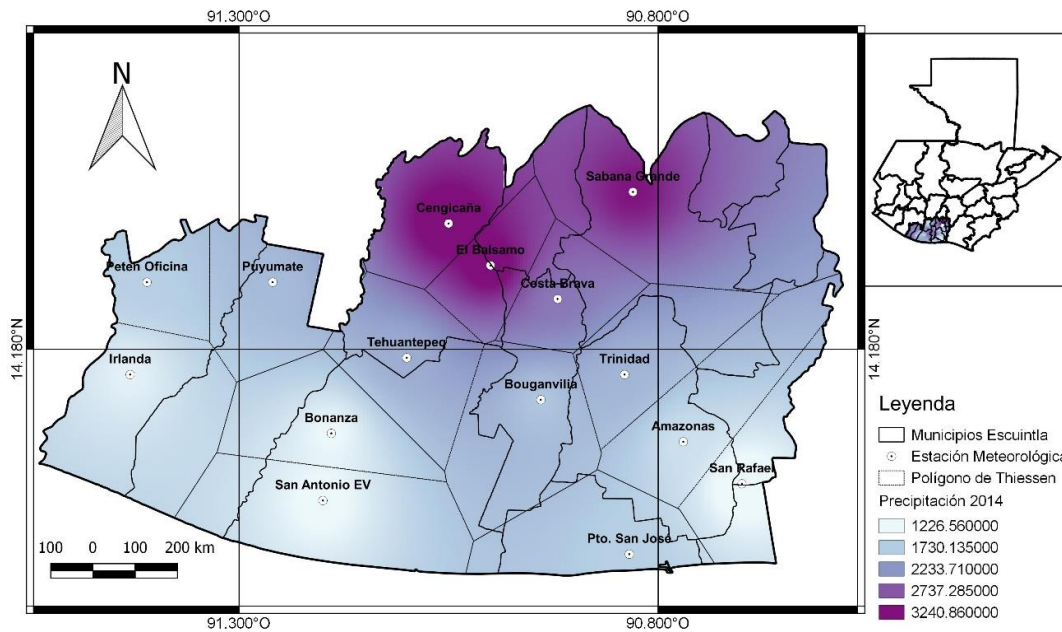 91.300°O
90.800°O
N
Sabana Grande
Cengicaña
El Balsamo
Peten Oficina
Puyumate
Costa Brava
Tehuantepeq
14.180°N
14.180°N
Irlanda
Trinidad
Bouganvilia
Bonanza
Amazonas
San Rafael
San Antonio EV
Pto. San José
100 0 100 200 km
91.300°O
90.800°O
Leyenda
Municipios Escuintla
Estación Meteorológica
Polígono de Thiessen
Precipitación 2014
1226.560000
1730.135000
2233.710000
2737.285000
3240.860000